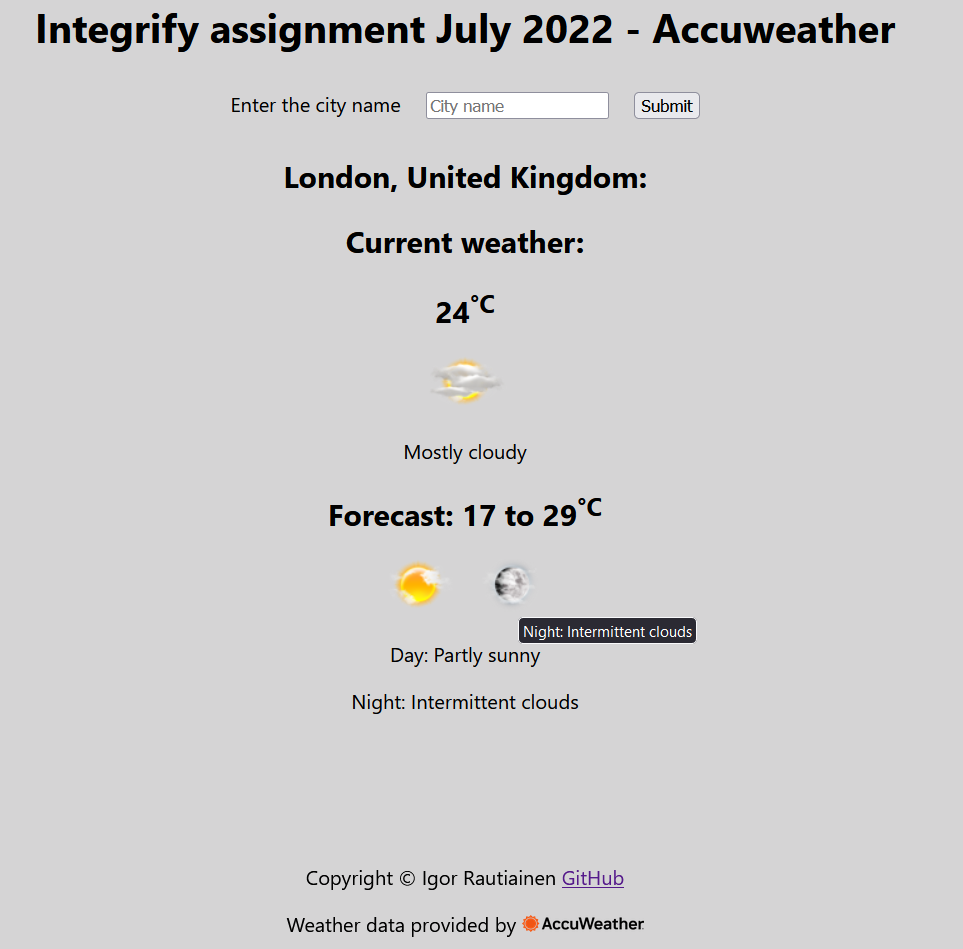 Integrify assignment July 2022 - Accuweather
Enter the city name City name Submit
London, United Kingdom:
Current weather:
24°C
Mostly cloudy
Forecast: 17 to 29°C
Night: Intermittent clouds
Day: Partly sunny
Night: Intermittent clouds
Copyright © Igor Rautiainen GitHub
Weather data provided by AccuWeather